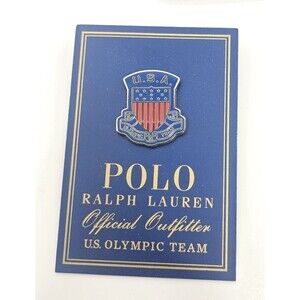 U.S.A.
POLO
RALPH LAUREN
Official Outfitter
U.S. OLYMPIC TEAM